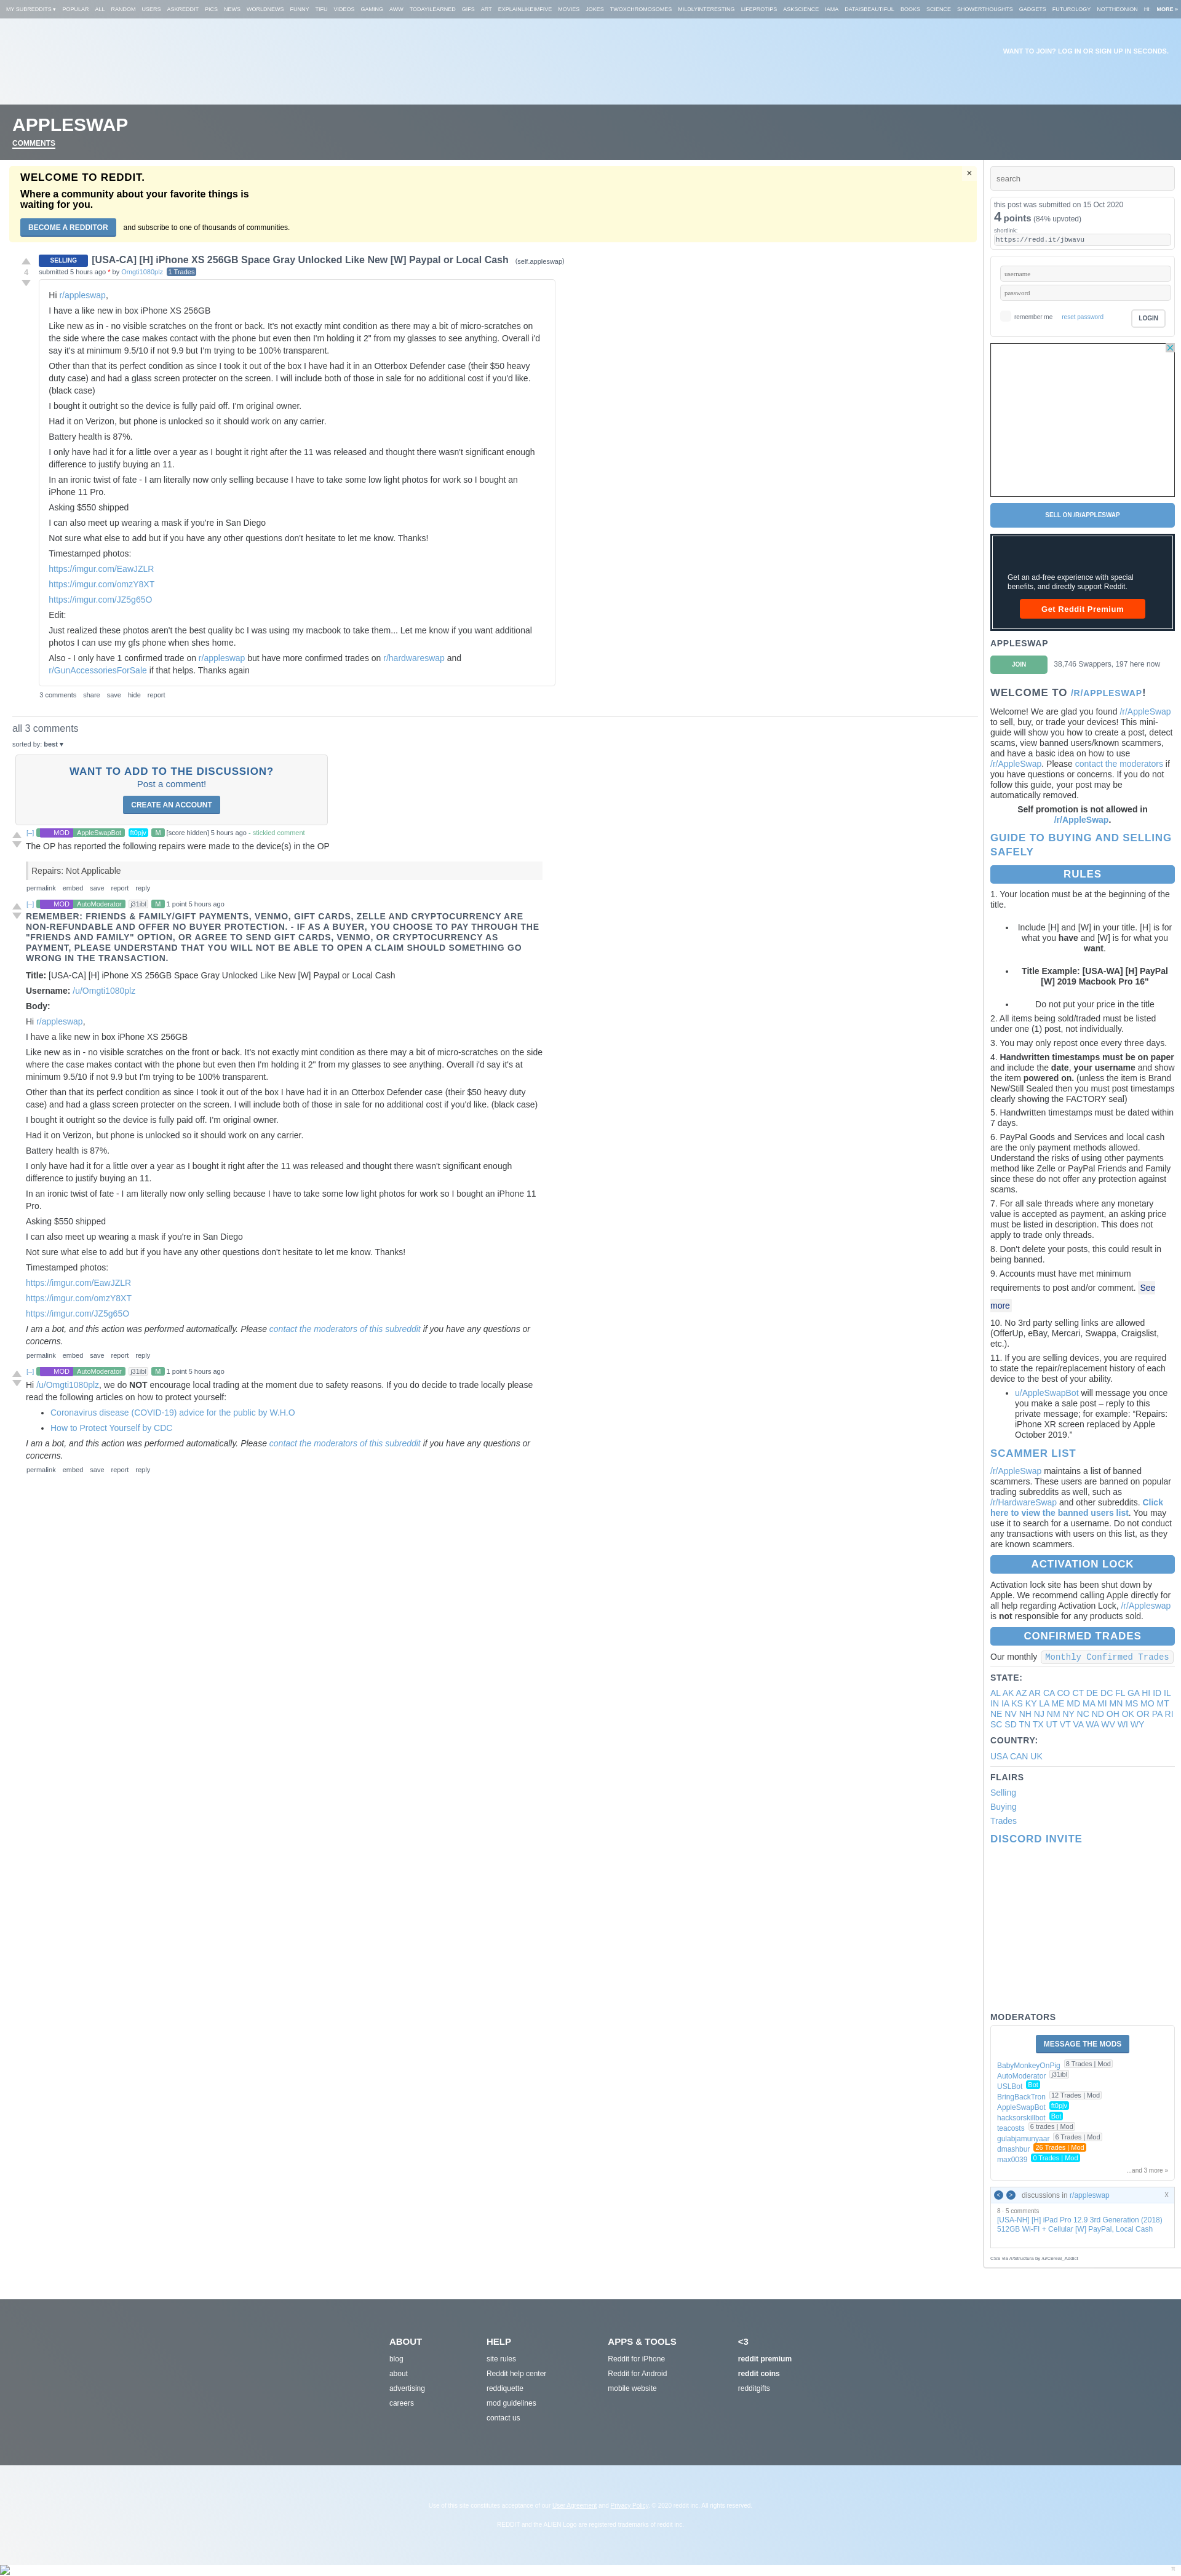 MY SUBREDDITS ▾ POPULAR ALL RANDOM USERS ASKREDDIT PICS NEWS WORLDNEWS FUNNY TIFU VIDEOS GAMING AWW TODAYILEARNED GIFS ART EXPLAINLIKEIMFIVE MOVIES JOKES TWOXCHROMOSOMES MILDLYINTERESTING LIFEPROTIPS ASKSCIENCE IAMA DATAISBEAUTIFUL BOOKS SCIENCE SHOWERTHOUGHTS GADGETS FUTUROLOGY NOTTHEONION HI MORE »
WANT TO JOIN? LOG IN OR SIGN UP IN SECONDS.
APPLESWAP
COMMENTS
WELCOME TO REDDIT.
×
Where a community about your favorite things is
waiting for you.
BECOME A REDDITOR and subscribe to one of thousands of communities.
4
SELLING [USA-CA] [H] iPhone XS 256GB Space Gray Unlocked Like New [W] Paypal or Local Cash (self.appleswap)
submitted 5 hours ago * by Omgti1080plz 1 Trades
Hi r/appleswap,
I have a like new in box iPhone XS 256GB
Like new as in - no visible scratches on the front or back. It's not exactly mint condition as there may a bit of micro-scratches on
the side where the case makes contact with the phone but even then I'm holding it 2" from my glasses to see anything. Overall i'd
say it's at minimum 9.5/10 if not 9.9 but I'm trying to be 100% transparent.
Other than that its perfect condition as since I took it out of the box I have had it in an Otterbox Defender case (their $50 heavy
duty case) and had a glass screen protecter on the screen. I will include both of those in sale for no additional cost if you'd like.
(black case)
I bought it outright so the device is fully paid off. I'm original owner.
Had it on Verizon, but phone is unlocked so it should work on any carrier.
Battery health is 87%.
I only have had it for a little over a year as I bought it right after the 11 was released and thought there wasn't significant enough
difference to justify buying an 11.
In an ironic twist of fate - I am literally now only selling because I have to take some low light photos for work so I bought an
iPhone 11 Pro.
Asking $550 shipped
I can also meet up wearing a mask if you're in San Diego
Not sure what else to add but if you have any other questions don't hesitate to let me know. Thanks!
Timestamped photos:
https://imgur.com/EawJZLR
https://imgur.com/omzY8XT
https://imgur.com/JZ5g65O
Edit:
Just realized these photos aren't the best quality bc I was using my macbook to take them... Let me know if you want additional
photos I can use my gfs phone when shes home.
Also - I only have 1 confirmed trade on r/appleswap but have more confirmed trades on r/hardwareswap and
r/GunAccessoriesForSale if that helps. Thanks again
3 comments share save hide report
all 3 comments
sorted by: best ▾
WANT TO ADD TO THE DISCUSSION?
Post a comment!
CREATE AN ACCOUNT
[–] MOD AppleSwapBot ft0pjv M [score hidden] 5 hours ago - stickied comment
The OP has reported the following repairs were made to the device(s) in the OP
Repairs: Not Applicable
permalink embed save report reply
[–] MOD AutoModerator j31ibl M 1 point 5 hours ago
REMEMBER: FRIENDS & FAMILY/GIFT PAYMENTS, VENMO, GIFT CARDS, ZELLE AND CRYPTOCURRENCY ARE
NON-REFUNDABLE AND OFFER NO BUYER PROTECTION. - IF AS A BUYER, YOU CHOOSE TO PAY THROUGH THE
"FRIENDS AND FAMILY" OPTION, OR AGREE TO SEND GIFT CARDS, VENMO, OR CRYPTOCURRENCY AS
PAYMENT, PLEASE UNDERSTAND THAT YOU WILL NOT BE ABLE TO OPEN A CLAIM SHOULD SOMETHING GO
WRONG IN THE TRANSACTION.
Title: [USA-CA] [H] iPhone XS 256GB Space Gray Unlocked Like New [W] Paypal or Local Cash
Username: /u/Omgti1080plz
Body:
Hi r/appleswap,
I have a like new in box iPhone XS 256GB
Like new as in - no visible scratches on the front or back. It's not exactly mint condition as there may a bit of micro-scratches on the side
where the case makes contact with the phone but even then I'm holding it 2" from my glasses to see anything. Overall i'd say it's at
minimum 9.5/10 if not 9.9 but I'm trying to be 100% transparent.
Other than that its perfect condition as since I took it out of the box I have had it in an Otterbox Defender case (their $50 heavy duty
case) and had a glass screen protecter on the screen. I will include both of those in sale for no additional cost if you'd like. (black case)
I bought it outright so the device is fully paid off. I'm original owner.
Had it on Verizon, but phone is unlocked so it should work on any carrier.
Battery health is 87%.
I only have had it for a little over a year as I bought it right after the 11 was released and thought there wasn't significant enough
difference to justify buying an 11.
In an ironic twist of fate - I am literally now only selling because I have to take some low light photos for work so I bought an iPhone 11
Pro.
Asking $550 shipped
I can also meet up wearing a mask if you're in San Diego
Not sure what else to add but if you have any other questions don't hesitate to let me know. Thanks!
Timestamped photos:
https://imgur.com/EawJZLR
https://imgur.com/omzY8XT
https://imgur.com/JZ5g65O
I am a bot, and this action was performed automatically. Please contact the moderators of this subreddit if you have any questions or
concerns.
permalink embed save report reply
[–] MOD AutoModerator j31ibl M 1 point 5 hours ago
Hi /u/Omgti1080plz, we do NOT encourage local trading at the moment due to safety reasons. If you do decide to trade locally please
read the following articles on how to protect yourself:
• Coronavirus disease (COVID-19) advice for the public by W.H.O
• How to Protect Yourself by CDC
I am a bot, and this action was performed automatically. Please contact the moderators of this subreddit if you have any questions or
concerns.
permalink embed save report reply
search
this post was submitted on 15 Oct 2020
4 points (84% upvoted)
shortlink:
https://redd.it/jbwavu
username
password
remember me reset password LOGIN
SELL ON /R/APPLESWAP
Get an ad-free experience with special
benefits, and directly support Reddit.
Get Reddit Premium
APPLESWAP
JOIN 38,746 Swappers, 197 here now
WELCOME TO /R/APPLESWAP!
Welcome! We are glad you found /r/AppleSwap
to sell, buy, or trade your devices! This mini-
guide will show you how to create a post, detect
scams, view banned users/known scammers,
and have a basic idea on how to use
/r/AppleSwap. Please contact the moderators if
you have questions or concerns. If you do not
follow this guide, your post may be
automatically removed.
Self promotion is not allowed in
/r/AppleSwap.
GUIDE TO BUYING AND SELLING
SAFELY
RULES
1. Your location must be at the beginning of the
title.
• Include [H] and [W] in your title. [H] is for
what you have and [W] is for what you
want.
• Title Example: [USA-WA] [H] PayPal
[W] 2019 Macbook Pro 16"
• Do not put your price in the title
2. All items being sold/traded must be listed
under one (1) post, not individually.
3. You may only repost once every three days.
4. Handwritten timestamps must be on paper
and include the date, your username and show
the item powered on. (unless the item is Brand
New/Still Sealed then you must post timestamps
clearly showing the FACTORY seal)
5. Handwritten timestamps must be dated within
7 days.
6. PayPal Goods and Services and local cash
are the only payment methods allowed.
Understand the risks of using other payments
method like Zelle or PayPal Friends and Family
since these do not offer any protection against
scams.
7. For all sale threads where any monetary
value is accepted as payment, an asking price
must be listed in description. This does not
apply to trade only threads.
8. Don't delete your posts, this could result in
being banned.
9. Accounts must have met minimum
requirements to post and/or comment. See
more
10. No 3rd party selling links are allowed
(OfferUp, eBay, Mercari, Swappa, Craigslist,
etc.).
11. If you are selling devices, you are required
to state the repair/replacement history of each
device to the best of your ability.
• u/AppleSwapBot will message you once
you make a sale post – reply to this
private message; for example: “Repairs:
iPhone XR screen replaced by Apple
October 2019.”
SCAMMER LIST
/r/AppleSwap maintains a list of banned
scammers. These users are banned on popular
trading subreddits as well, such as
/r/HardwareSwap and other subreddits. Click
here to view the banned users list. You may
use it to search for a username. Do not conduct
any transactions with users on this list, as they
are known scammers.
ACTIVATION LOCK
Activation lock site has been shut down by
Apple. We recommend calling Apple directly for
all help regarding Activation Lock, /r/Appleswap
is not responsible for any products sold.
CONFIRMED TRADES
Our monthly Monthly Confirmed Trades
STATE:
AL AK AZ AR CA CO CT DE DC FL GA HI ID IL
IN IA KS KY LA ME MD MA MI MN MS MO MT
NE NV NH NJ NM NY NC ND OH OK OR PA RI
SC SD TN TX UT VT VA WA WV WI WY
COUNTRY:
USA CAN UK
FLAIRS
Selling
Buying
Trades
DISCORD INVITE
MODERATORS
MESSAGE THE MODS
BabyMonkeyOnPig 8 Trades | Mod
AutoModerator j31ibl
USLBot Bot
BringBackTron 12 Trades | Mod
AppleSwapBot ft0pjv
hacksorskillbot Bot
teacosts 6 trades | Mod
gulabjamunyaar 6 Trades | Mod
dmashbur 26 Trades | Mod
max0039 0 Trades | Mod
...and 3 more »
< > discussions in r/appleswap X
8 · 5 comments
[USA-NH] [H] iPad Pro 12.9 3rd Generation (2018)
512GB Wi-FI + Cellular [W] PayPal, Local Cash
CSS via /r/Structura by /u/Cereal_Addict
ABOUT
blog
about
advertising
careers
HELP
site rules
Reddit help center
reddiquette
mod guidelines
contact us
APPS & TOOLS
Reddit for iPhone
Reddit for Android
mobile website
<3
reddit premium
reddit coins
redditgifts
Use of this site constitutes acceptance of our User Agreement and Privacy Policy. © 2020 reddit inc. All rights reserved.
REDDIT and the ALIEN Logo are registered trademarks of reddit inc.
π